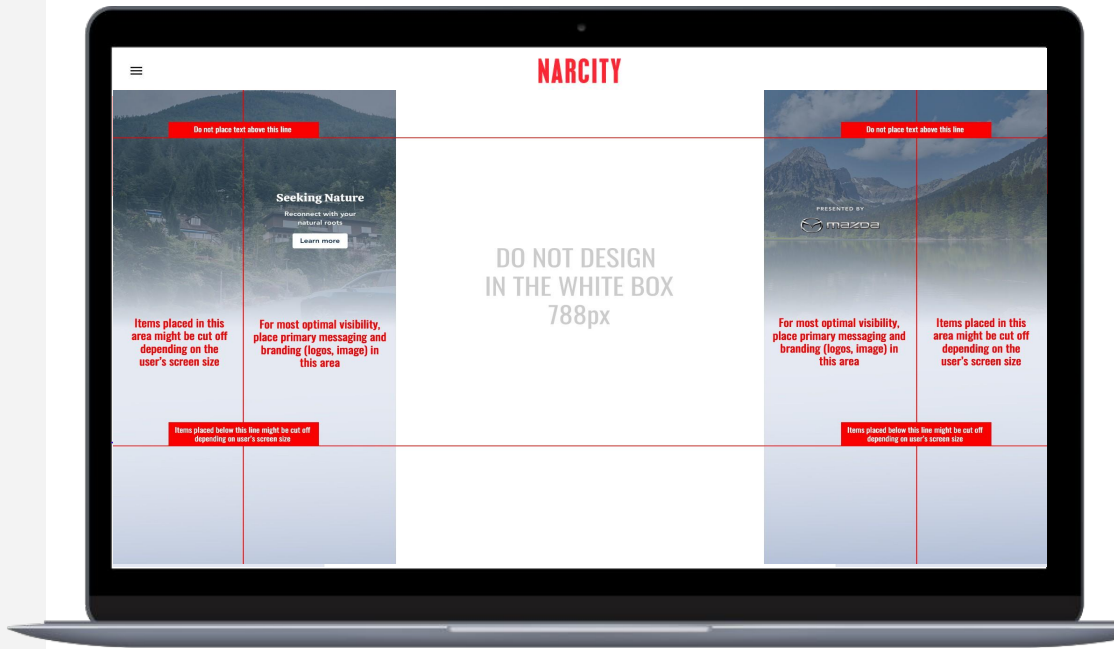 NARCITY
Do not place text above this line
Seeking Nature
Reconnect with your
natural roots
Learn more
Items placed in this
area might be cut off
depending on the
user's screen size
For most optimal visibility,
place primary messaging and
branding (logos, image) in
this area
Items placed below this line might be cut off
depending on user's screen size
DO NOT DESIGN
IN THE WHITE BOX
788px
Do not place text above this line
PRESENTED BY
mazda
For most optimal visibility,
place primary messaging and
branding (logos, image) in
this area
Items placed in this
area might be cut off
depending on the
user's screen size
Items placed below this line might be cut off
depending on user's screen size